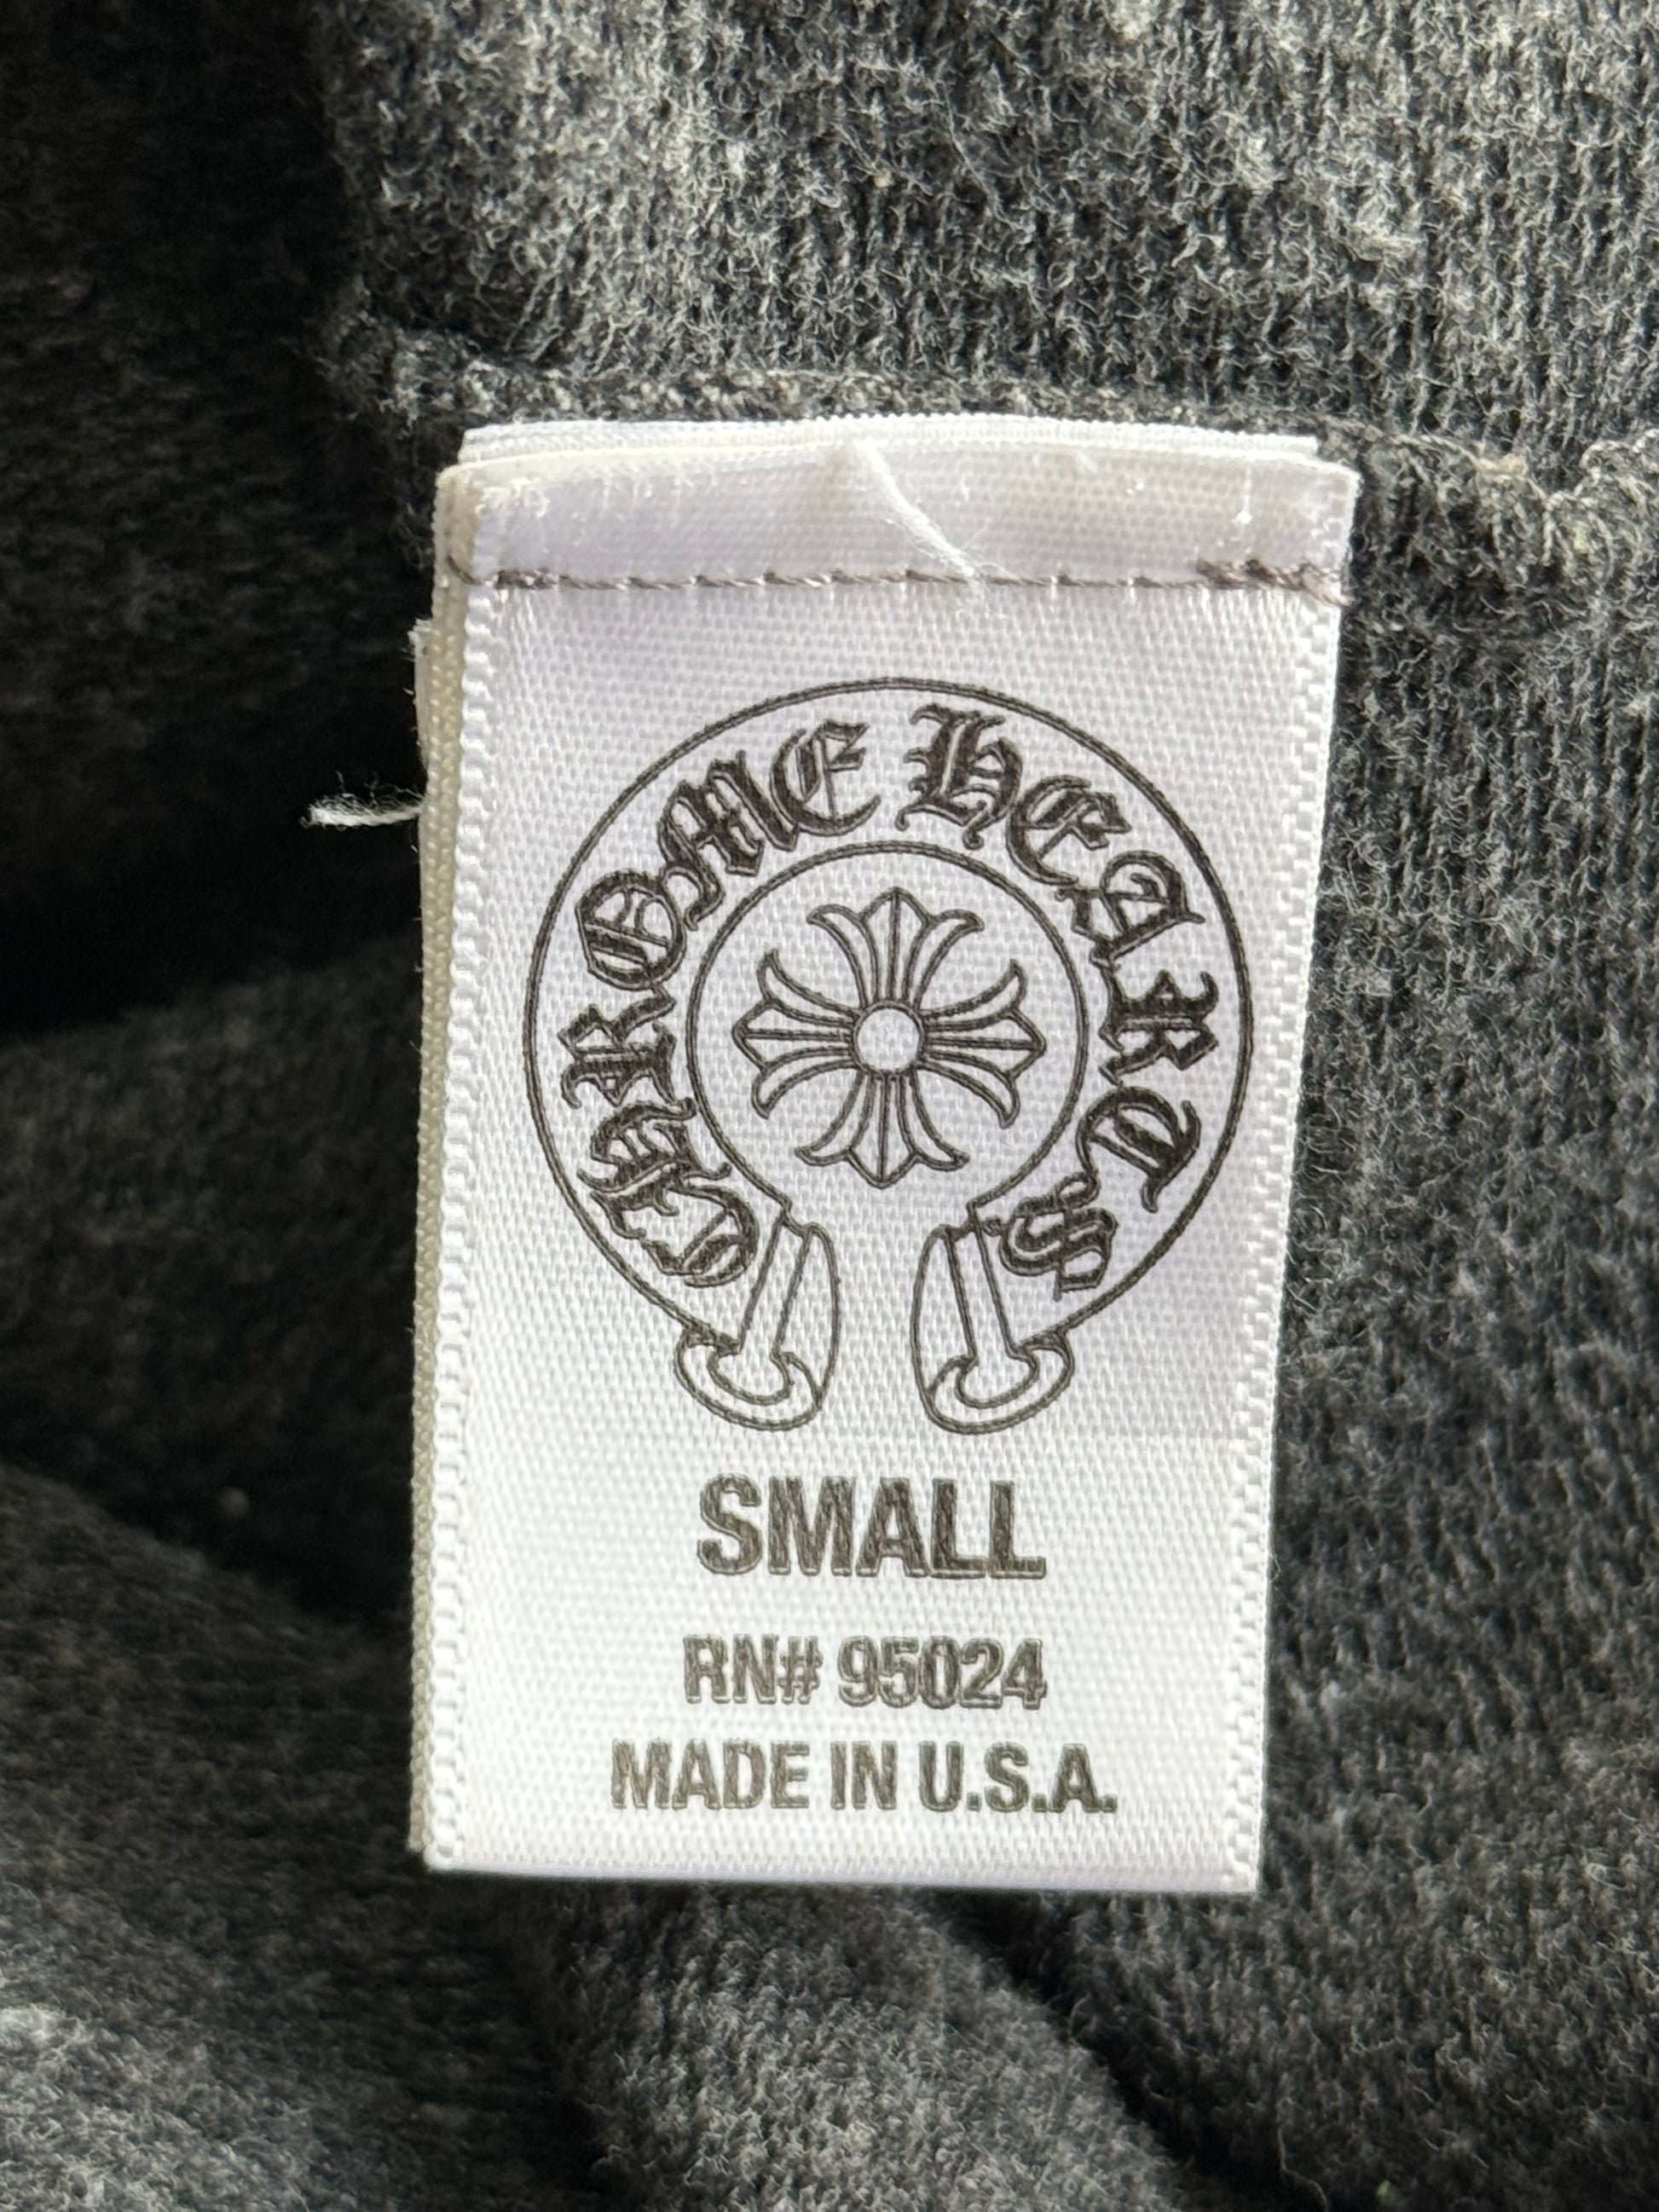 CHROME HEARTS
SMALL
RN# 95024
MADE IN U.S.A.